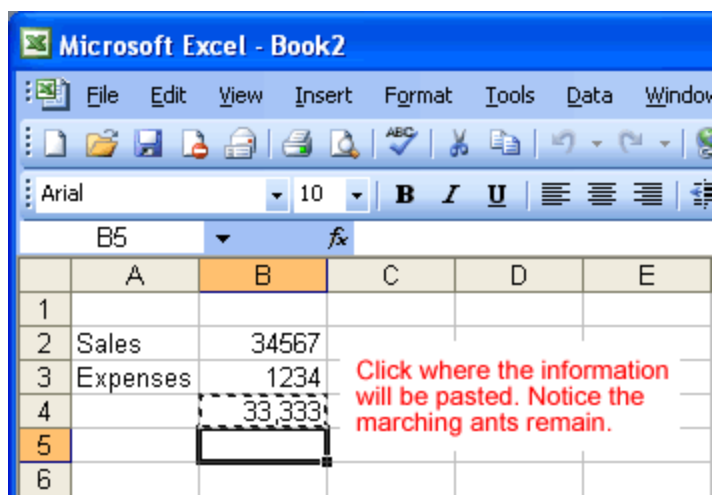 Microsoft Excel - Book2
File Edit View Insert Format Tools Data Window
ABC
Arial 10 B I U
B5 fx
A B C D E
1
2 Sales 34567
3 Expenses 1234
4 33,333
5
6
Click where the information
will be pasted. Notice the
marching ants remain.